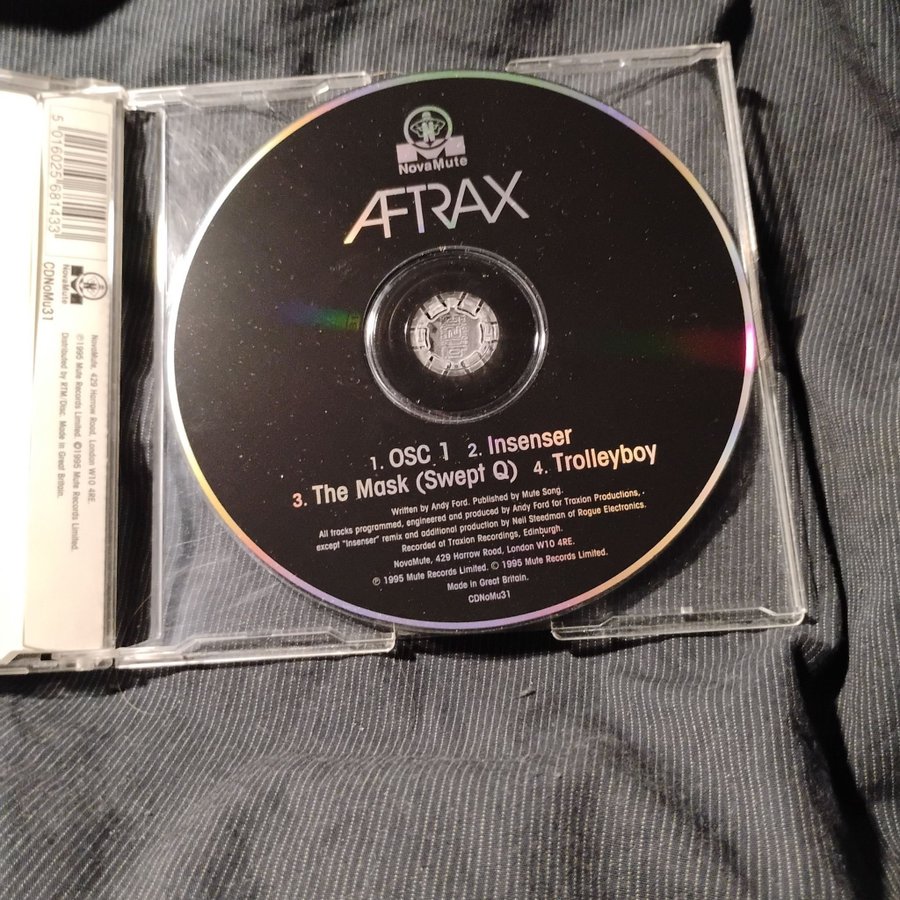 5 016025 681433
NovaMute
CDNoMu31
NovaMute, 429 Harrow Road, London W10 4RE.
℗1995 Mute Records Limited. ©1995 Mute Records Limited.
Distributed by RTM/Disc. Made in Great Britain.
NovaMute
AFTRAX
1. OSC 1 2. Insenser
3. The Mask (Swept Q) 4. Trolleyboy
Written by Andy Ford. Published by Mute Song.
All tracks programmed, engineered and produced by Andy Ford for Traxion Productions,
except "Insenser" remix and additional production by Neil Steedman of Rogue Electronics.
Recorded at Traxion Recordings, Edinburgh.
NovaMute, 429 Harrow Road, London W10 4RE.
℗ 1995 Mute Records Limited. © 1995 Mute Records Limited.
Made in Great Britain.
CDNoMu31